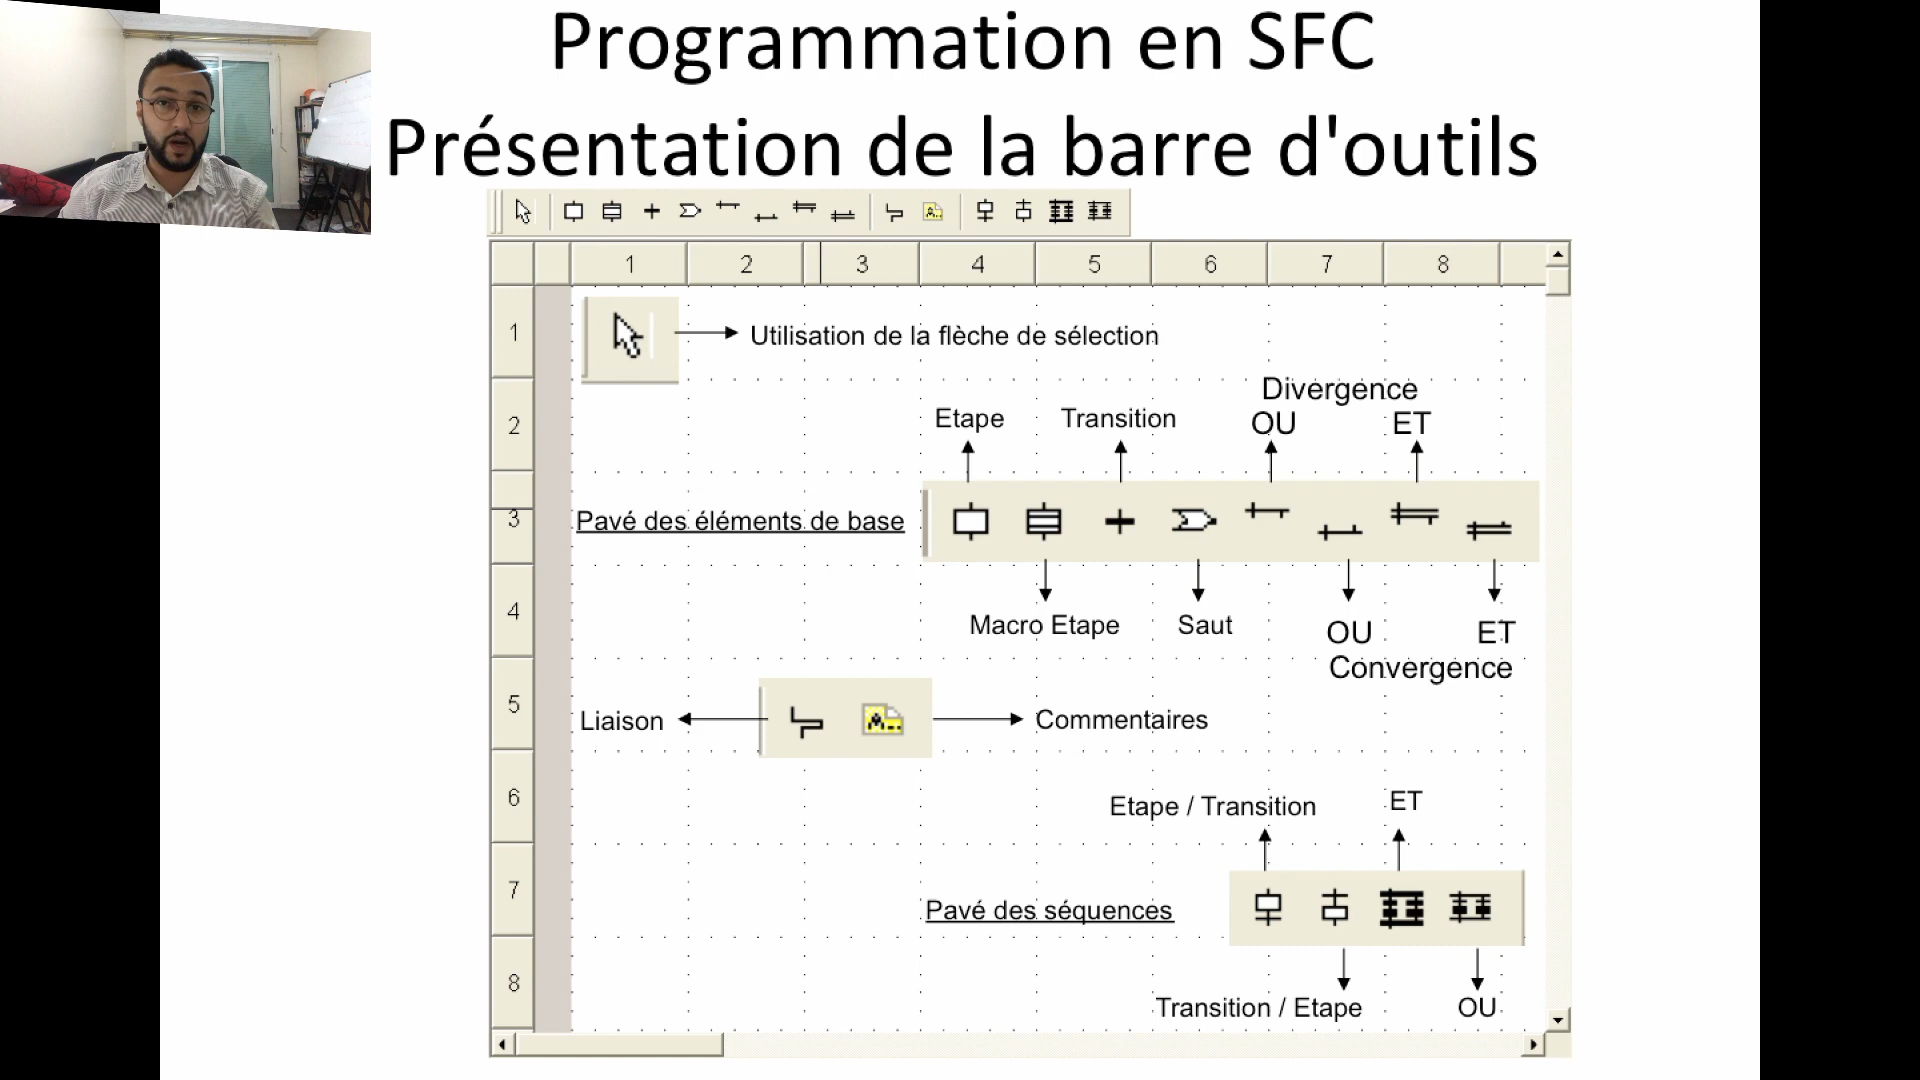 Programmation en SFC
Présentation de la barre d'outils
1 2 3 4 5 6 7 8
1
Utilisation de la flèche de sélection
Divergence
2
Etape Transition OU ET
3
Pavé des éléments de base
4
Macro Etape Saut OU ET
Convergence
5
Liaison A... Commentaires
6
Etape / Transition ET
7
Pavé des séquences
8
Transition / Etape OU